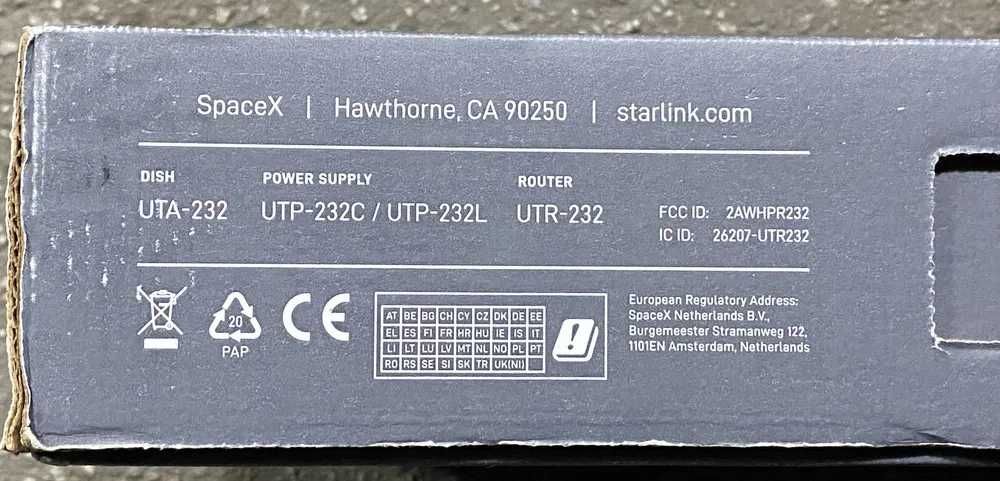 SpaceX | Hawthorne, CA 90250 | starlink.com
DISH POWER SUPPLY ROUTER
UTA-232 UTP-232C / UTP-232L UTR-232
FCC ID: 2AWHPR232
IC ID: 26207-UTR232
20
PAP
CE
AT BE BG CH CY CZ DK DE EE
EL ES FI FR HR HU IE IS IT
LI LT LU LV MT NL NO PL PT
RO RS SE SI SK TR UK(NI)
European Regulatory Address:
SpaceX Netherlands B.V.,
Burgemeester Stramanweg 122,
1101EN Amsterdam, Netherlands